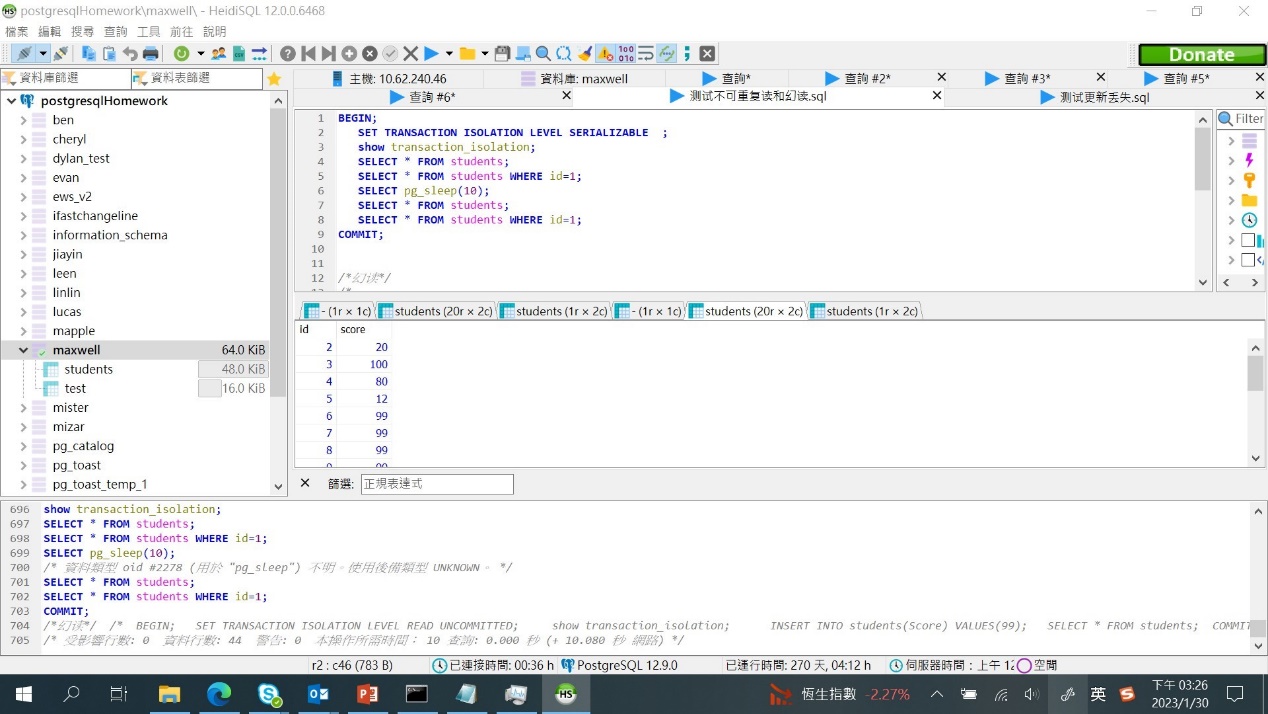 postgresqlHomework\maxwell\ - HeidiSQL 12.0.0.6468
檔案 編輯 搜尋 查詢 工具 前往 說明
Donate
資料庫篩選 資料表篩選
主機: 10.62.240.46 資料庫: maxwell 查詢* 查詢 #2* 查詢 #3* 查詢 #5*
查詢 #6* 测试不可重复读和幻读.sql 测试更新丢失.sql
postgresqlHomework
ben
cheryl
dylan_test
evan
ews_v2
ifastchangeline
information_schema
jiayin
leen
linlin
lucas
mapple
maxwell 64.0 KiB
students 48.0 KiB
test 16.0 KiB
mister
mizar
pg_catalog
pg_toast
pg_toast_temp_1
1 BEGIN;
2 SET TRANSACTION ISOLATION LEVEL SERIALIZABLE ;
3 show transaction_isolation;
4 SELECT * FROM students;
5 SELECT * FROM students WHERE id=1;
6 SELECT pg_sleep(10);
7 SELECT * FROM students;
8 SELECT * FROM students WHERE id=1;
9 COMMIT;
10
11
12 /*幻读*/
Filter
- (1r × 1c) students (20r × 2c) students (1r × 2c) - (1r × 1c) students (20r × 2c) students (1r × 2c)
id score
2 20
3 100
4 80
5 12
6 99
7 99
8 99
篩選: 正規表達式
696 show transaction_isolation;
697 SELECT * FROM students;
698 SELECT * FROM students WHERE id=1;
699 SELECT pg_sleep(10);
700 /* 資料類型 oid #2278 (用於 "pg_sleep") 不明。使用後備類型 UNKNOWN。 */
701 SELECT * FROM students;
702 SELECT * FROM students WHERE id=1;
703 COMMIT;
704 /*幻读*/ /* BEGIN; SET TRANSACTION ISOLATION LEVEL READ UNCOMMITTED; show transaction_isolation; INSERT INTO students(Score) VALUES(99); SELECT * FROM students; COMMIT
705 /* 受影響行數: 0 資料行數: 44 警告: 0 本操作所需時間： 10 查詢: 0.000 秒 (+ 10.080 秒 網路) */
r2 : c46 (783 B) 已連接時間: 00:36 h PostgreSQL 12.9.0 已運行時間: 270 天, 04:12 h 伺服器時間：上午 12 空閒
恆生指數 -2.27% 英 下午 03:26
2023/1/30